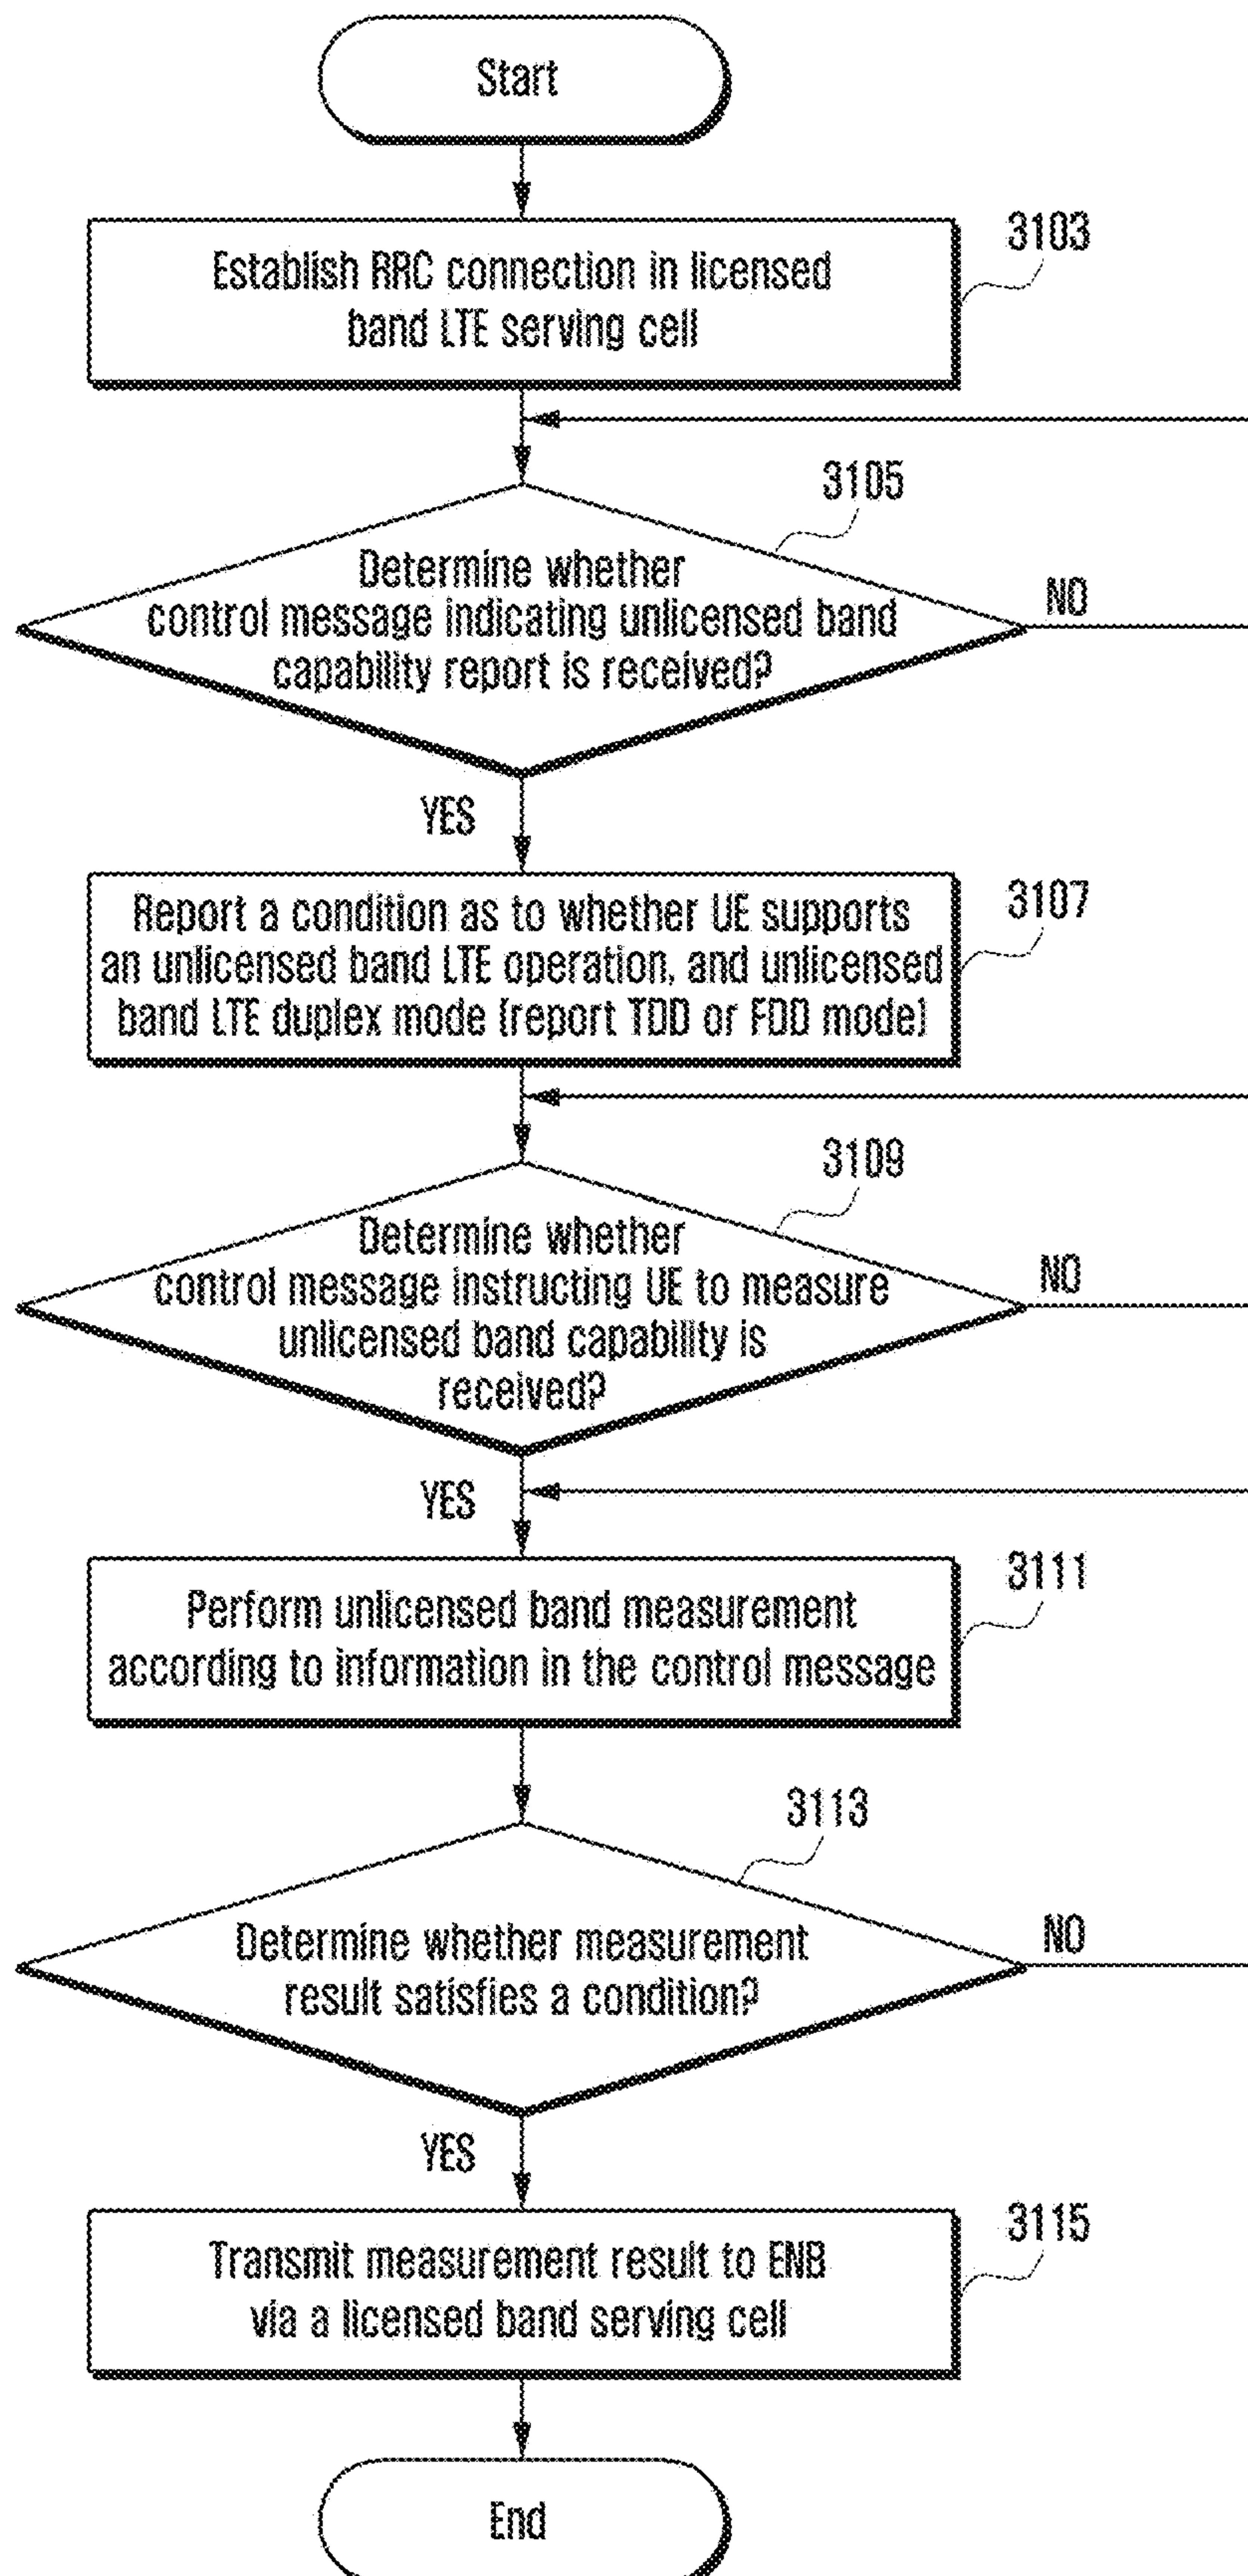 Start
3103
Establish RRC connection in licensed
band LTE serving cell
3105
Determine whether
control message indicating unlicensed band
capability report is received?
NO
YES
3107
Report a condition as to whether UE supports
an unlicensed band LTE operation, and unlicensed
band LTE duplex mode (report TDD or FDD mode)
3109
Determine whether
control message instructing UE to measure
unlicensed band capability is
received?
NO
YES
3111
Perform unlicensed band measurement
according to information in the control message
3113
Determine whether measurement
result satisfies a condition?
NO
YES
3115
Transmit measurement result to ENB
via a licensed band serving cell
End